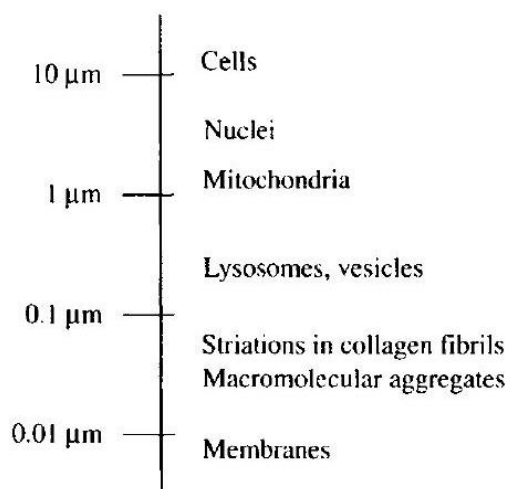 Cells
10 µm
Nuclei
Mitochondria
1 µm
Lysosomes, vesicles
0.1 µm
Striations in collagen fibrils
Macromolecular aggregates
0.01 µm
Membranes